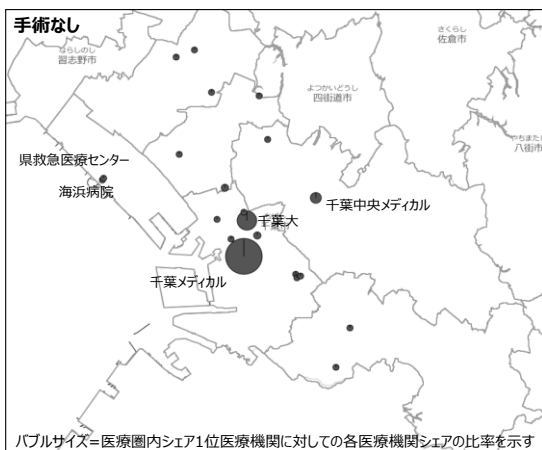 手術なし
ならしのし
習志野市
さくらし
佐倉市
よつかいどうし
四街道市
やちまた
八街市
県救急医療センター
海浜病院
千葉中央メディカル
千葉大
千葉メディカル
バブルサイズ=医療圏内シェア1位医療機関に対しての各医療機関シェアの比率を示す